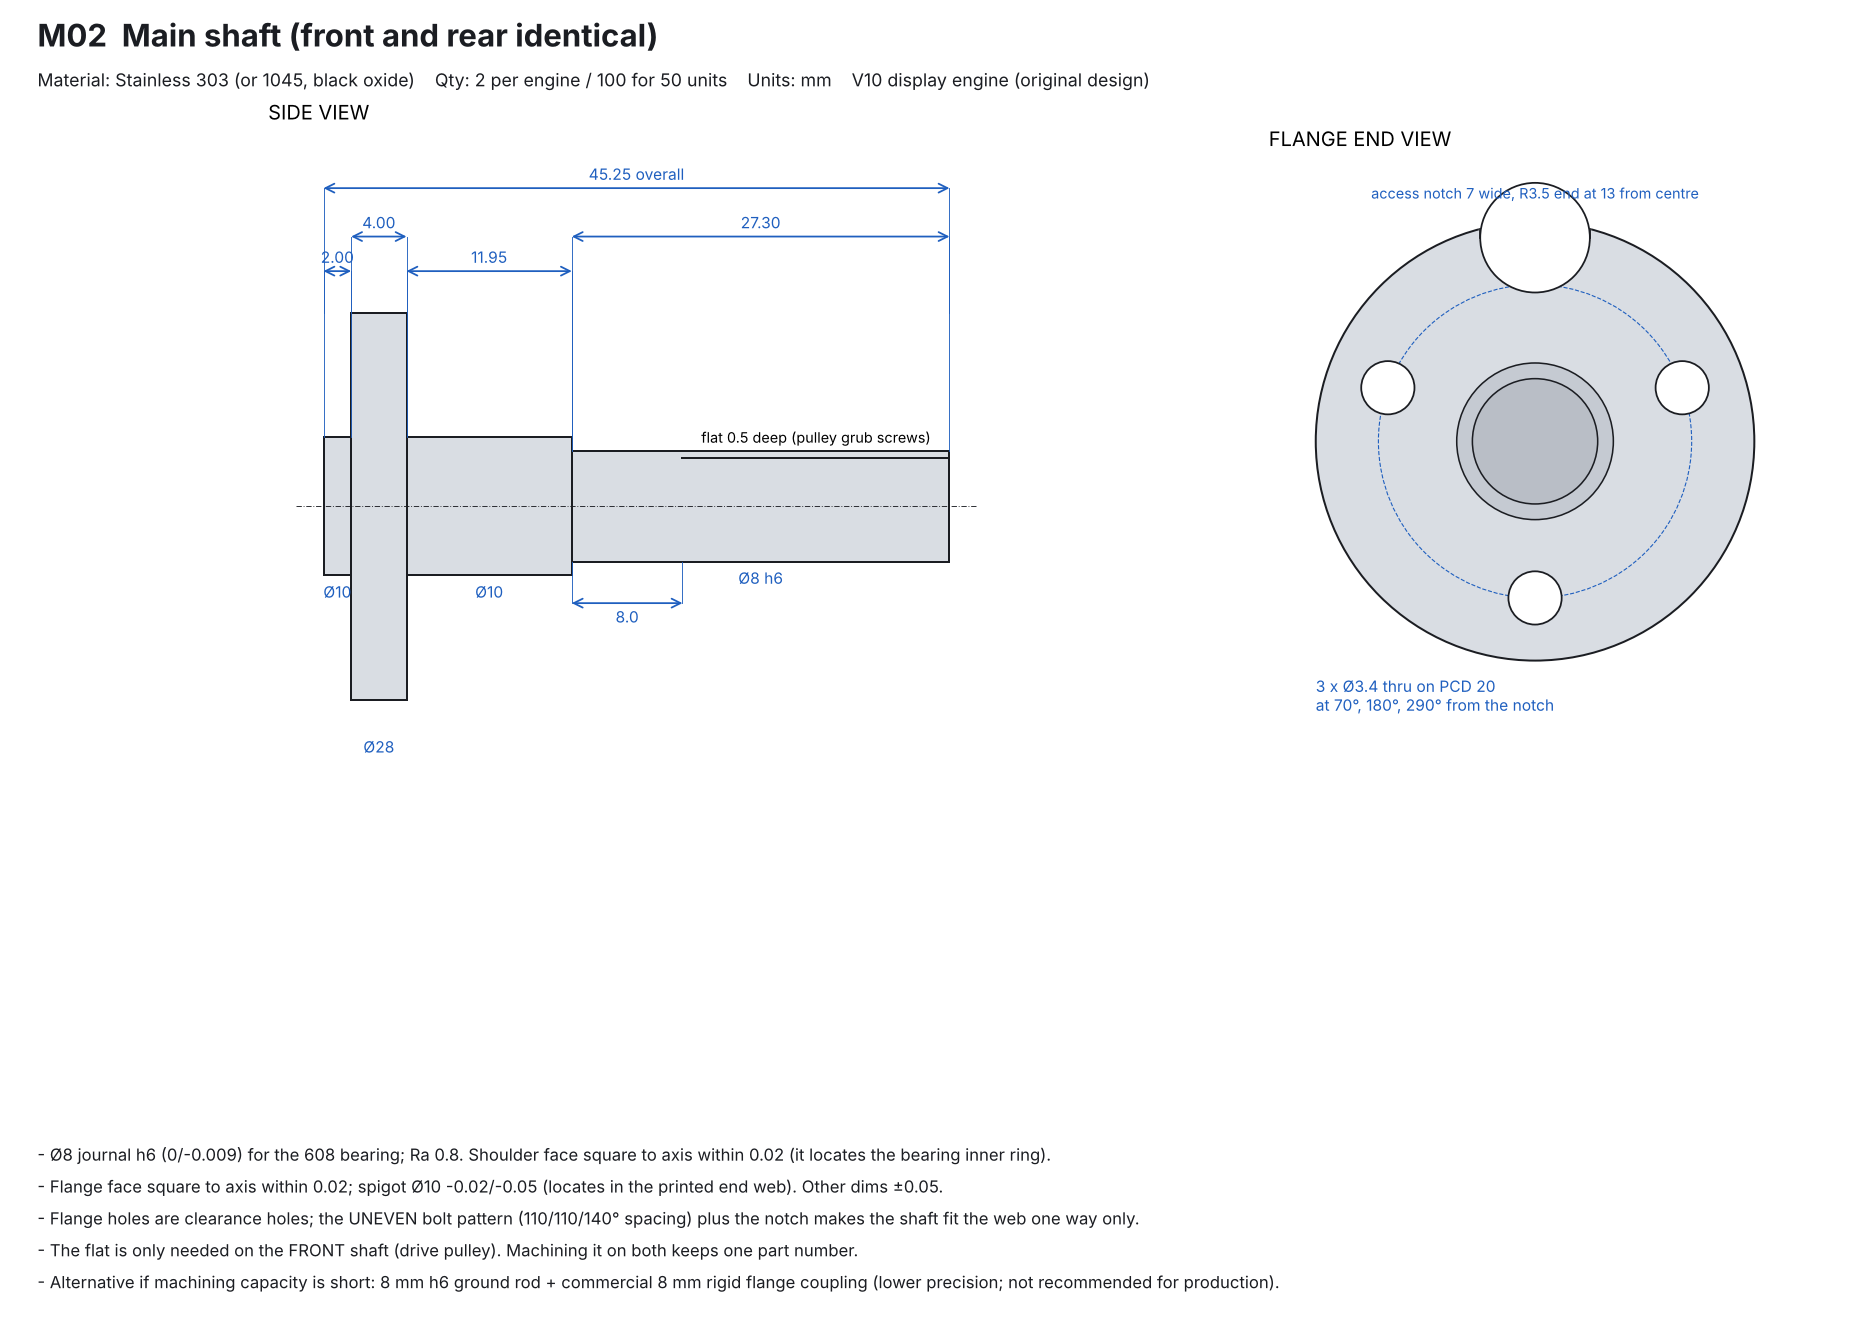 M02  Main shaft (front and rear identical)
Material: Stainless 303 (or 1045, black oxide)    Qty: 2 per engine / 100 for 50 units    Units: mm    V10 display engine (original design)
SIDE VIEW
FLANGE END VIEW
45.25 overall
access notch 7 wide, R3.5 end at 13 from centre
4.00
27.30
2.00
11.95
flat 0.5 deep (pulley grub screws)
Ø8 h6
Ø10
Ø10
8.0
3 x Ø3.4 thru on PCD 20
at 70°, 180°, 290° from the notch
Ø28
- Ø8 journal h6 (0/-0.009) for the 608 bearing; Ra 0.8. Shoulder face square to axis within 0.02 (it locates the bearing inner ring).
- Flange face square to axis within 0.02; spigot Ø10 -0.02/-0.05 (locates in the printed end web). Other dims ±0.05.
- Flange holes are clearance holes; the UNEVEN bolt pattern (110/110/140° spacing) plus the notch makes the shaft fit the web one way only.
- The flat is only needed on the FRONT shaft (drive pulley). Machining it on both keeps one part number.
- Alternative if machining capacity is short: 8 mm h6 ground rod + commercial 8 mm rigid flange coupling (lower precision; not recommended for production).